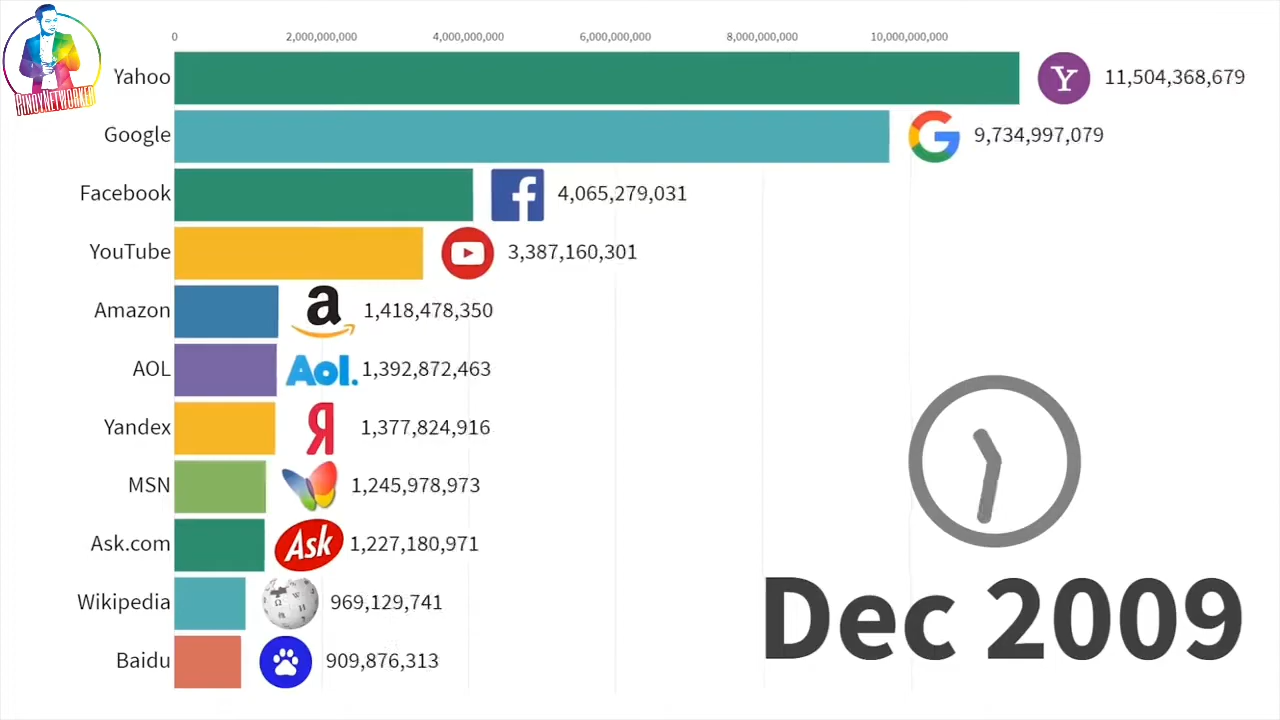 PINOYNETWORKER
0 2,000,000,000 4,000,000,000 6,000,000,000 8,000,000,000 10,000,000,000
Yahoo Y 11,504,368,679
Google G 9,734,997,079
Facebook f 4,065,279,031
YouTube 3,387,160,301
Amazon a 1,418,478,350
AOL Aol. 1,392,872,463
Yandex Я 1,377,824,916
MSN 1,245,978,973
Ask.com Ask 1,227,180,971
Wikipedia Ω W И 969,129,741
Baidu 909,876,313
Dec 2009